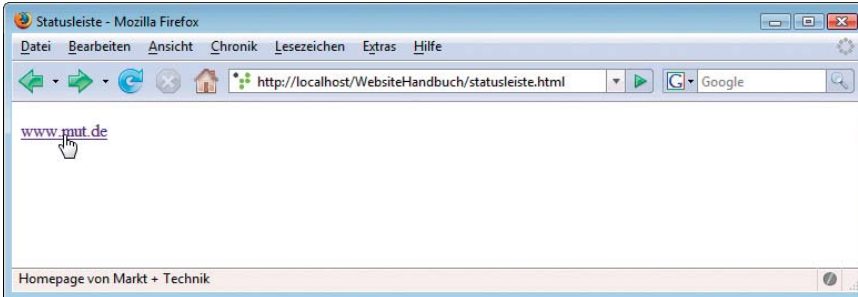 Statusleiste - Mozilla Firefox
Datei Bearbeiten Ansicht Chronik Lesezeichen Extras Hilfe
http://localhost/WebsiteHandbuch/statusleiste.html G Google
www.mut.de
Homepage von Markt + Technik